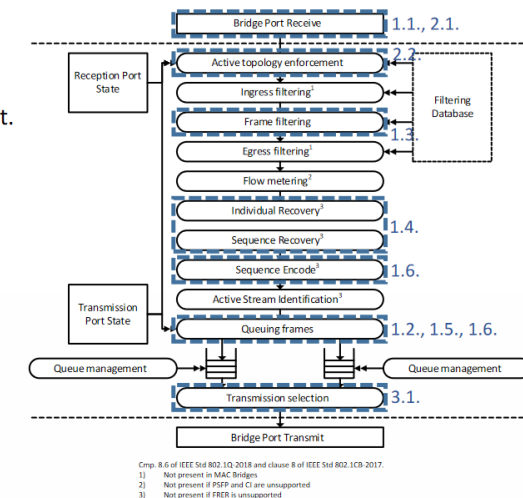 Bridge Port Receive
1.1., 2.1.
2.2.
Active topology enforcement
Reception Port
State
t.
Ingress filtering1
Filtering
Database
Frame filtering
1.3.
Egress filtering1
Flow metering2
Individual Recovery3
1.4.
Sequence Recovery3
Sequence Encode3
1.6.
Active Stream Identification3
Transmission
Port State
Queuing frames
1.2., 1.5., 1.6.
Queue management
Queue management
Transmission selection
3.1.
Bridge Port Transmit
Cmp. 8.6 of IEEE Std 802.1Q-2018 and clause 8 of IEEE Std 802.1CB-2017.
1) Not present in MAC Bridges
2) Not present if PSFP and CI are unsupported
3) Not present if FRER is unsupported